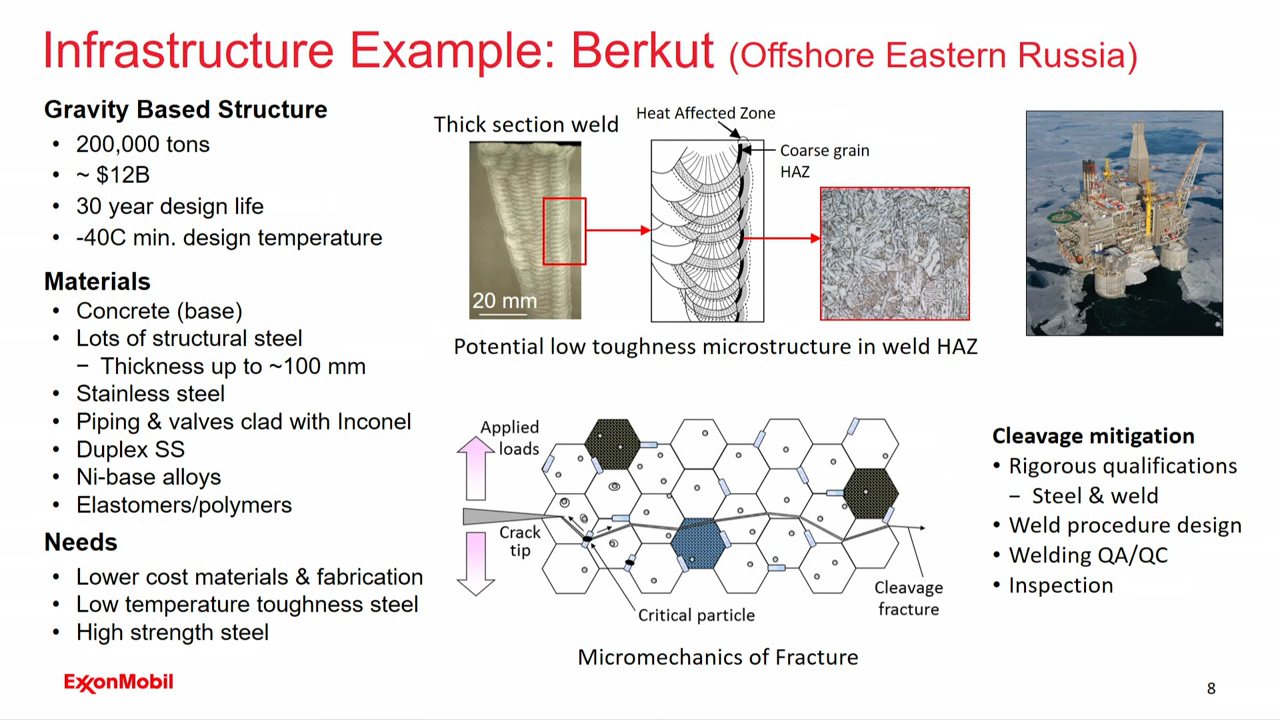 Infrastructure Example: Berkut (Offshore Eastern Russia)
Gravity Based Structure
• 200,000 tons
• ~ $12B
• 30 year design life
• -40C min. design temperature
Materials
• Concrete (base)
• Lots of structural steel
− Thickness up to ~100 mm
• Stainless steel
• Piping & valves clad with Inconel
• Duplex SS
• Ni-base alloys
• Elastomers/polymers
Needs
• Lower cost materials & fabrication
• Low temperature toughness steel
• High strength steel
Thick section weld
20 mm
Heat Affected Zone
Coarse grain
HAZ
Potential low toughness microstructure in weld HAZ
Applied
loads
Crack
tip
Critical particle
Cleavage
fracture
Micromechanics of Fracture
Cleavage mitigation
• Rigorous qualifications
− Steel & weld
• Weld procedure design
• Welding QA/QC
• Inspection
ExxonMobil
8